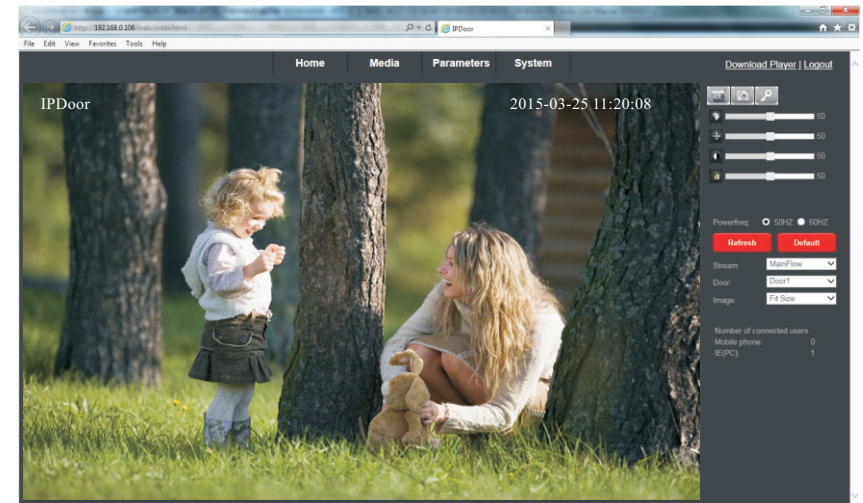 http://192.168.0.106/web/index.html
IPDoor
File Edit View Favorites Tools Help
Home Media Parameters System
Download Player | Logout
IPDoor 2015-03-25 11:20:08
50
50
50
50
Powerfreq: 50HZ 60HZ
Refresh Default
Stream: MainFlow
Door: Door1
Image: Fit Size
Number of connected users
Mobile phone: 0
IE(PC): 1